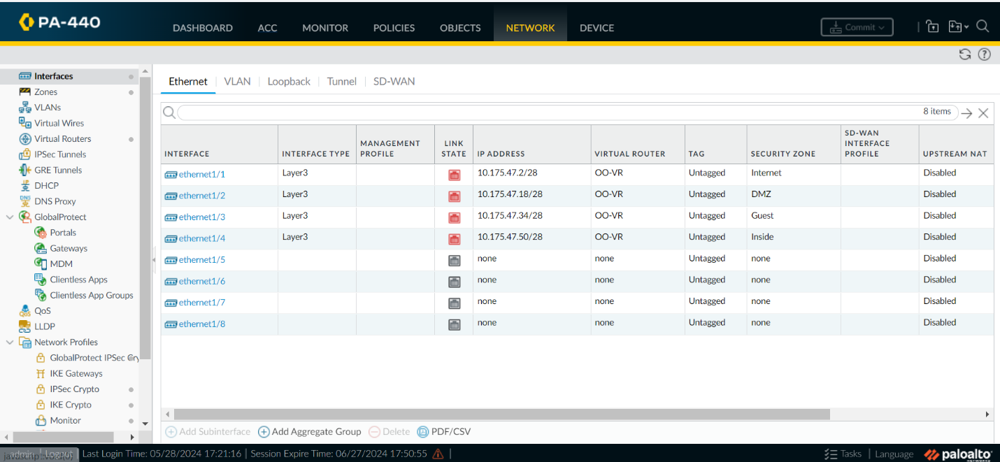 PA-440
DASHBOARD ACC MONITOR POLICIES OBJECTS NETWORK DEVICE Commit
Interfaces
Zones
VLANs
Virtual Wires
Virtual Routers
IPSec Tunnels
GRE Tunnels
DHCP
DNS Proxy
GlobalProtect
Portals
Gateways
MDM
Clientless Apps
Clientless App Groups
QoS
LLDP
Network Profiles
GlobalProtect IPSec Cry
IKE Gateways
IPSec Crypto
IKE Crypto
Monitor
Ethernet VLAN Loopback Tunnel SD-WAN
8 items
INTERFACE INTERFACE TYPE MANAGEMENT PROFILE LINK STATE IP ADDRESS VIRTUAL ROUTER TAG SECURITY ZONE SD-WAN INTERFACE PROFILE UPSTREAM NAT
ethernet1/1 Layer3 10.175.47.2/28 OO-VR Untagged Internet Disabled
ethernet1/2 Layer3 10.175.47.18/28 OO-VR Untagged DMZ Disabled
ethernet1/3 Layer3 10.175.47.34/28 OO-VR Untagged Guest Disabled
ethernet1/4 Layer3 10.175.47.50/28 OO-VR Untagged Inside Disabled
ethernet1/5 none none Untagged none Disabled
ethernet1/6 none none Untagged none Disabled
ethernet1/7 none none Untagged none Disabled
ethernet1/8 none none Untagged none Disabled
Add Subinterface Add Aggregate Group Delete PDF/CSV
admin | Logout | Last Login Time: 05/28/2024 17:21:16 | Session Expire Time: 06/27/2024 17:50:55 | Tasks | Language paloalto NETWORKS
javascript:void(0)